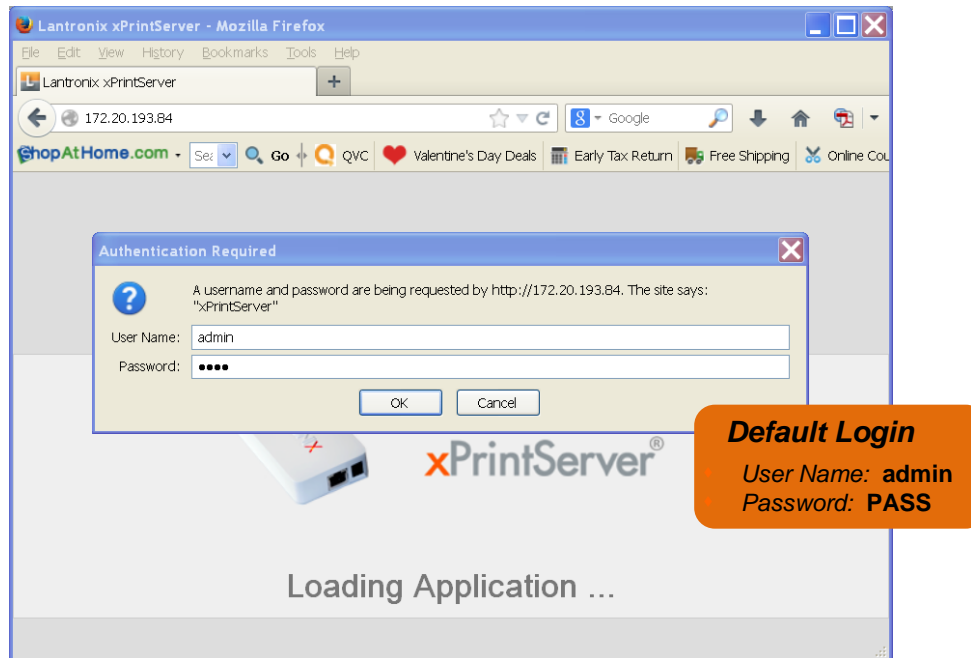 Lantronix xPrintServer - Mozilla Firefox
File Edit View History Bookmarks Tools Help
Lantronix xPrintServer
172.20.193.84 Google
ShopAtHome.com Sea Go QVC Valentine's Day Deals Early Tax Return Free Shipping Online Cou
Authentication Required
A username and password are being requested by http://172.20.193.84. The site says:
"xPrintServer"
User Name: admin
Password: ••••
OK Cancel
xPrintServer®
Default Login
User Name: admin
Password: PASS
Loading Application ...